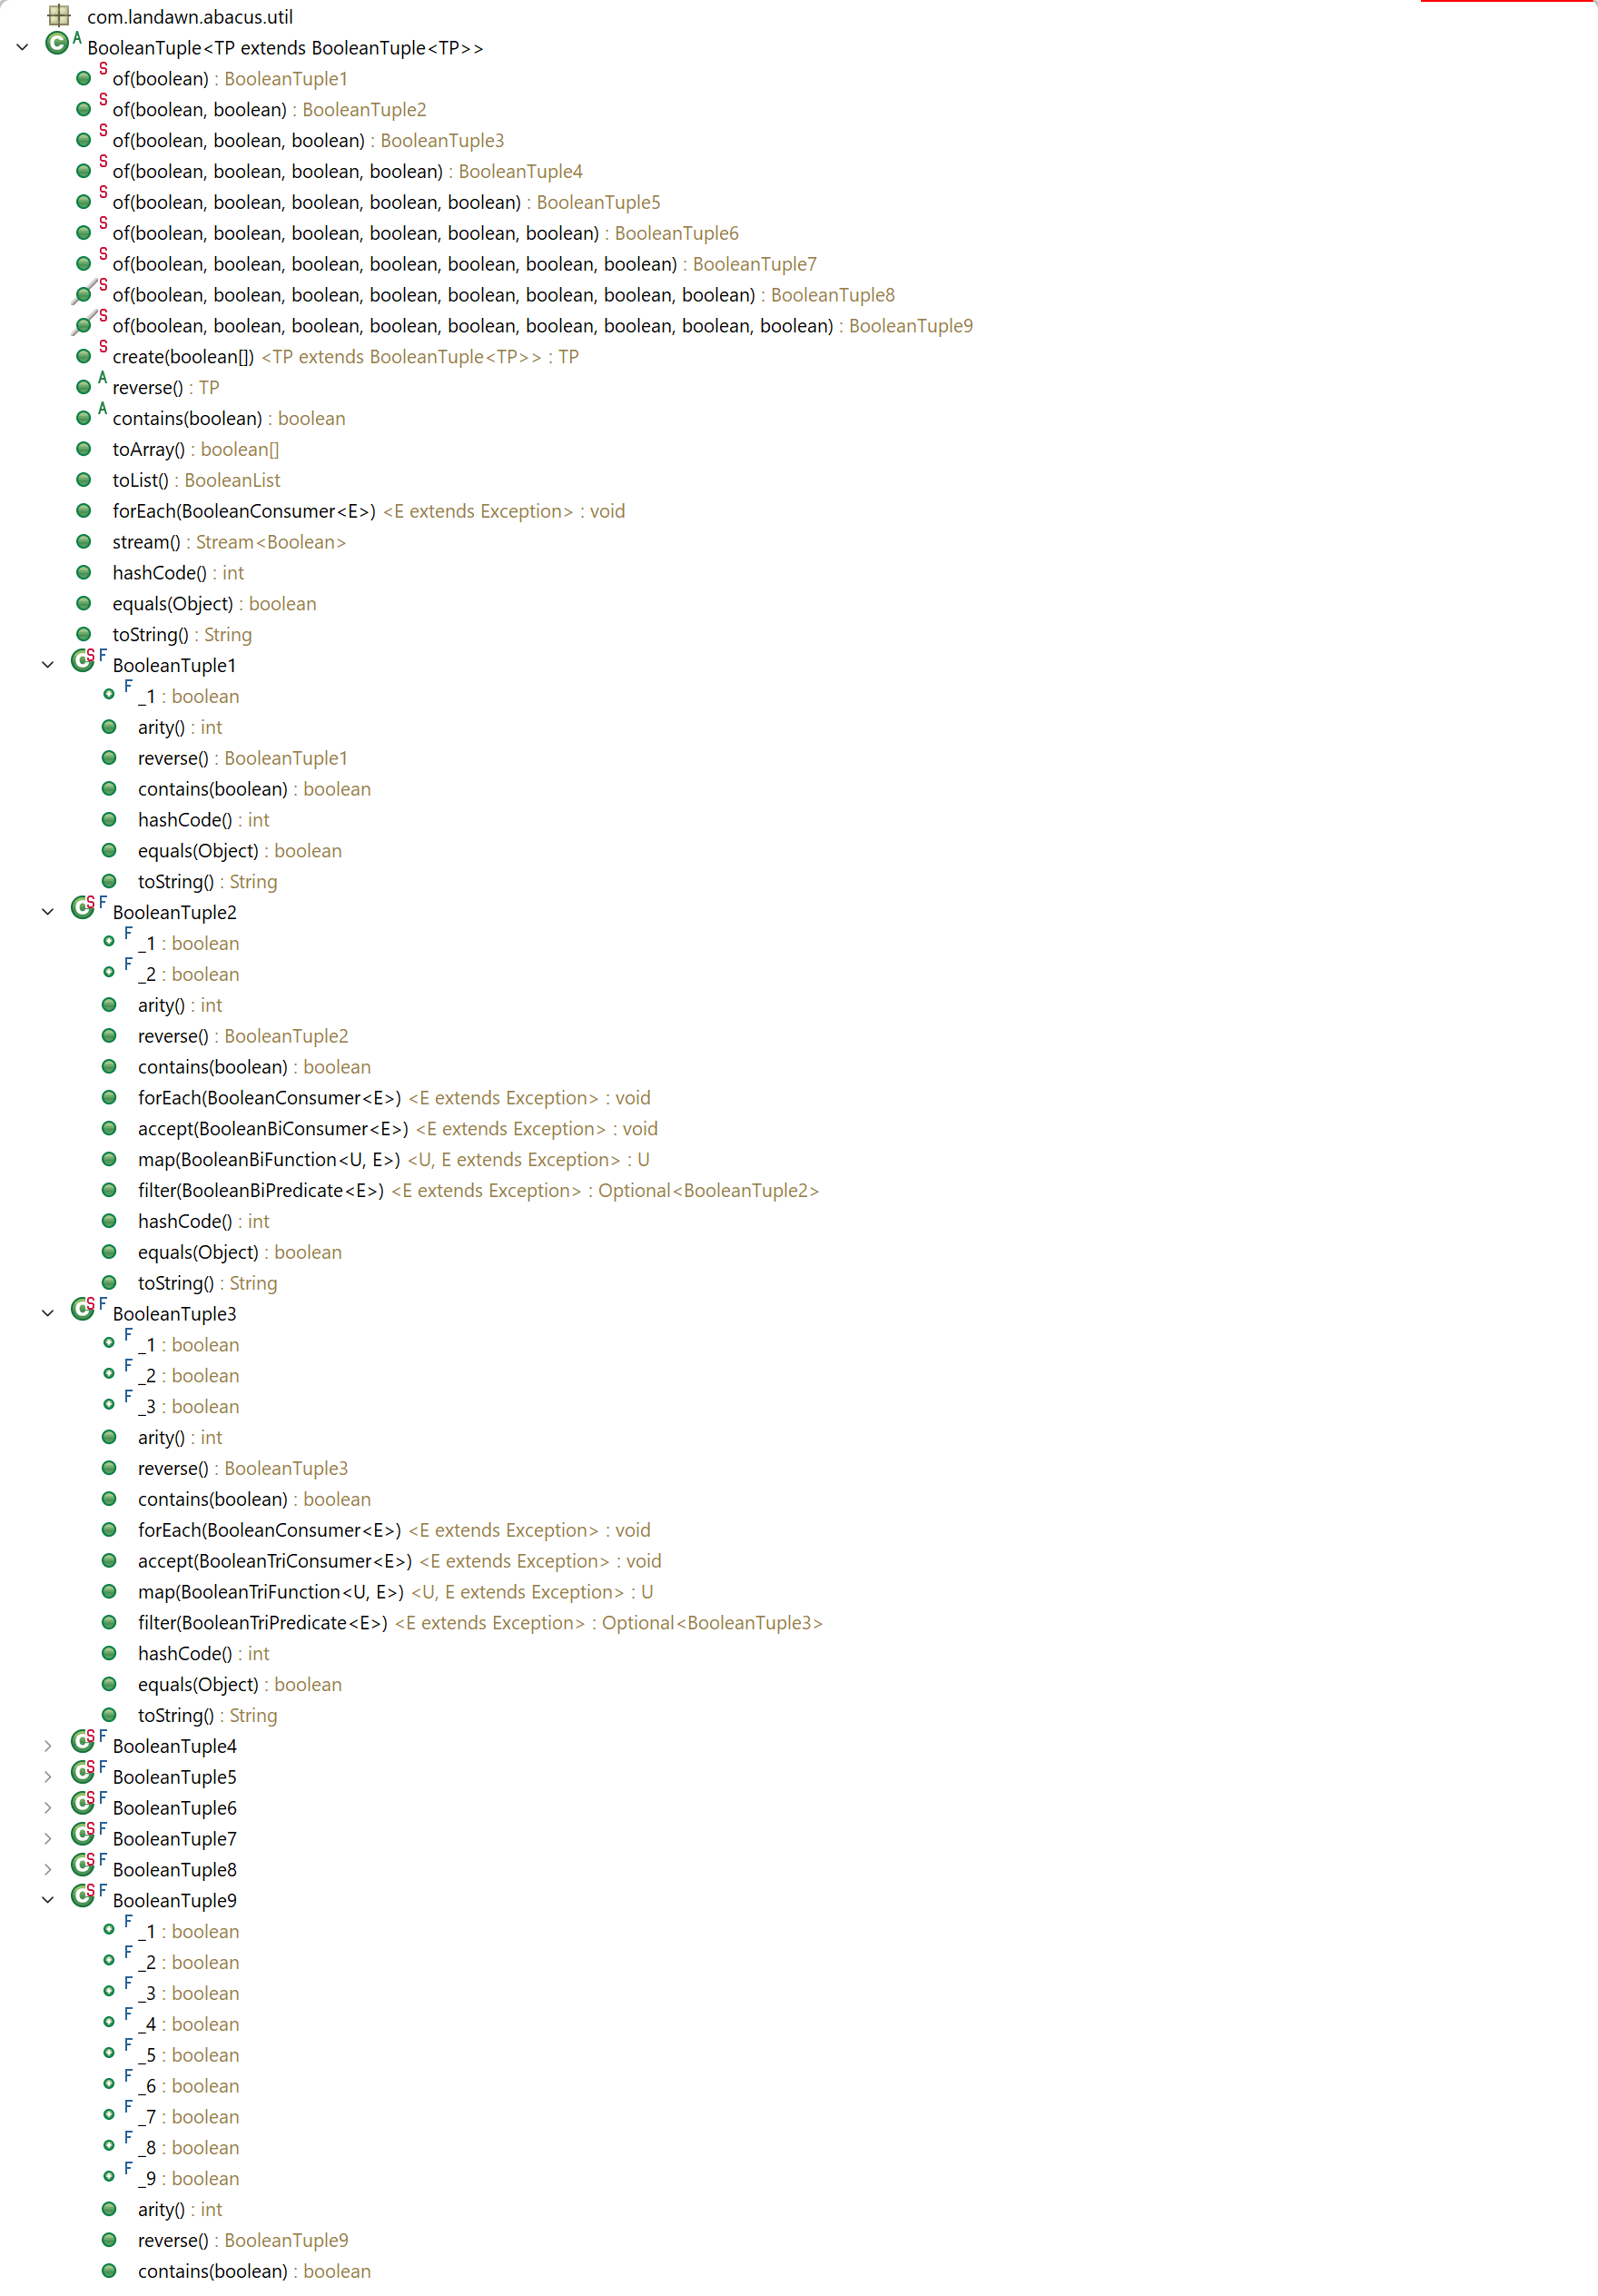 com.landawn.abacus.util
BooleanTuple<TP extends BooleanTuple<TP>>
of(boolean) : BooleanTuple1
of(boolean, boolean) : BooleanTuple2
of(boolean, boolean, boolean) : BooleanTuple3
of(boolean, boolean, boolean, boolean) : BooleanTuple4
of(boolean, boolean, boolean, boolean, boolean) : BooleanTuple5
of(boolean, boolean, boolean, boolean, boolean, boolean) : BooleanTuple6
of(boolean, boolean, boolean, boolean, boolean, boolean, boolean) : BooleanTuple7
of(boolean, boolean, boolean, boolean, boolean, boolean, boolean, boolean) : BooleanTuple8
of(boolean, boolean, boolean, boolean, boolean, boolean, boolean, boolean, boolean) : BooleanTuple9
create(boolean[]) <TP extends BooleanTuple<TP>> : TP
reverse() : TP
contains(boolean) : boolean
toArray() : boolean[]
toList() : BooleanList
forEach(BooleanConsumer<E>) <E extends Exception> : void
stream() : Stream<Boolean>
hashCode() : int
equals(Object) : boolean
toString() : String
BooleanTuple1
_1 : boolean
arity() : int
reverse() : BooleanTuple1
contains(boolean) : boolean
hashCode() : int
equals(Object) : boolean
toString() : String
BooleanTuple2
_1 : boolean
_2 : boolean
arity() : int
reverse() : BooleanTuple2
contains(boolean) : boolean
forEach(BooleanConsumer<E>) <E extends Exception> : void
accept(BooleanBiConsumer<E>) <E extends Exception> : void
map(BooleanBiFunction<U, E>) <U, E extends Exception> : U
filter(BooleanBiPredicate<E>) <E extends Exception> : Optional<BooleanTuple2>
hashCode() : int
equals(Object) : boolean
toString() : String
BooleanTuple3
_1 : boolean
_2 : boolean
_3 : boolean
arity() : int
reverse() : BooleanTuple3
contains(boolean) : boolean
forEach(BooleanConsumer<E>) <E extends Exception> : void
accept(BooleanTriConsumer<E>) <E extends Exception> : void
map(BooleanTriFunction<U, E>) <U, E extends Exception> : U
filter(BooleanTriPredicate<E>) <E extends Exception> : Optional<BooleanTuple3>
hashCode() : int
equals(Object) : boolean
toString() : String
BooleanTuple4
BooleanTuple5
BooleanTuple6
BooleanTuple7
BooleanTuple8
BooleanTuple9
_1 : boolean
_2 : boolean
_3 : boolean
_4 : boolean
_5 : boolean
_6 : boolean
_7 : boolean
_8 : boolean
_9 : boolean
arity() : int
reverse() : BooleanTuple9
contains(boolean) : boolean